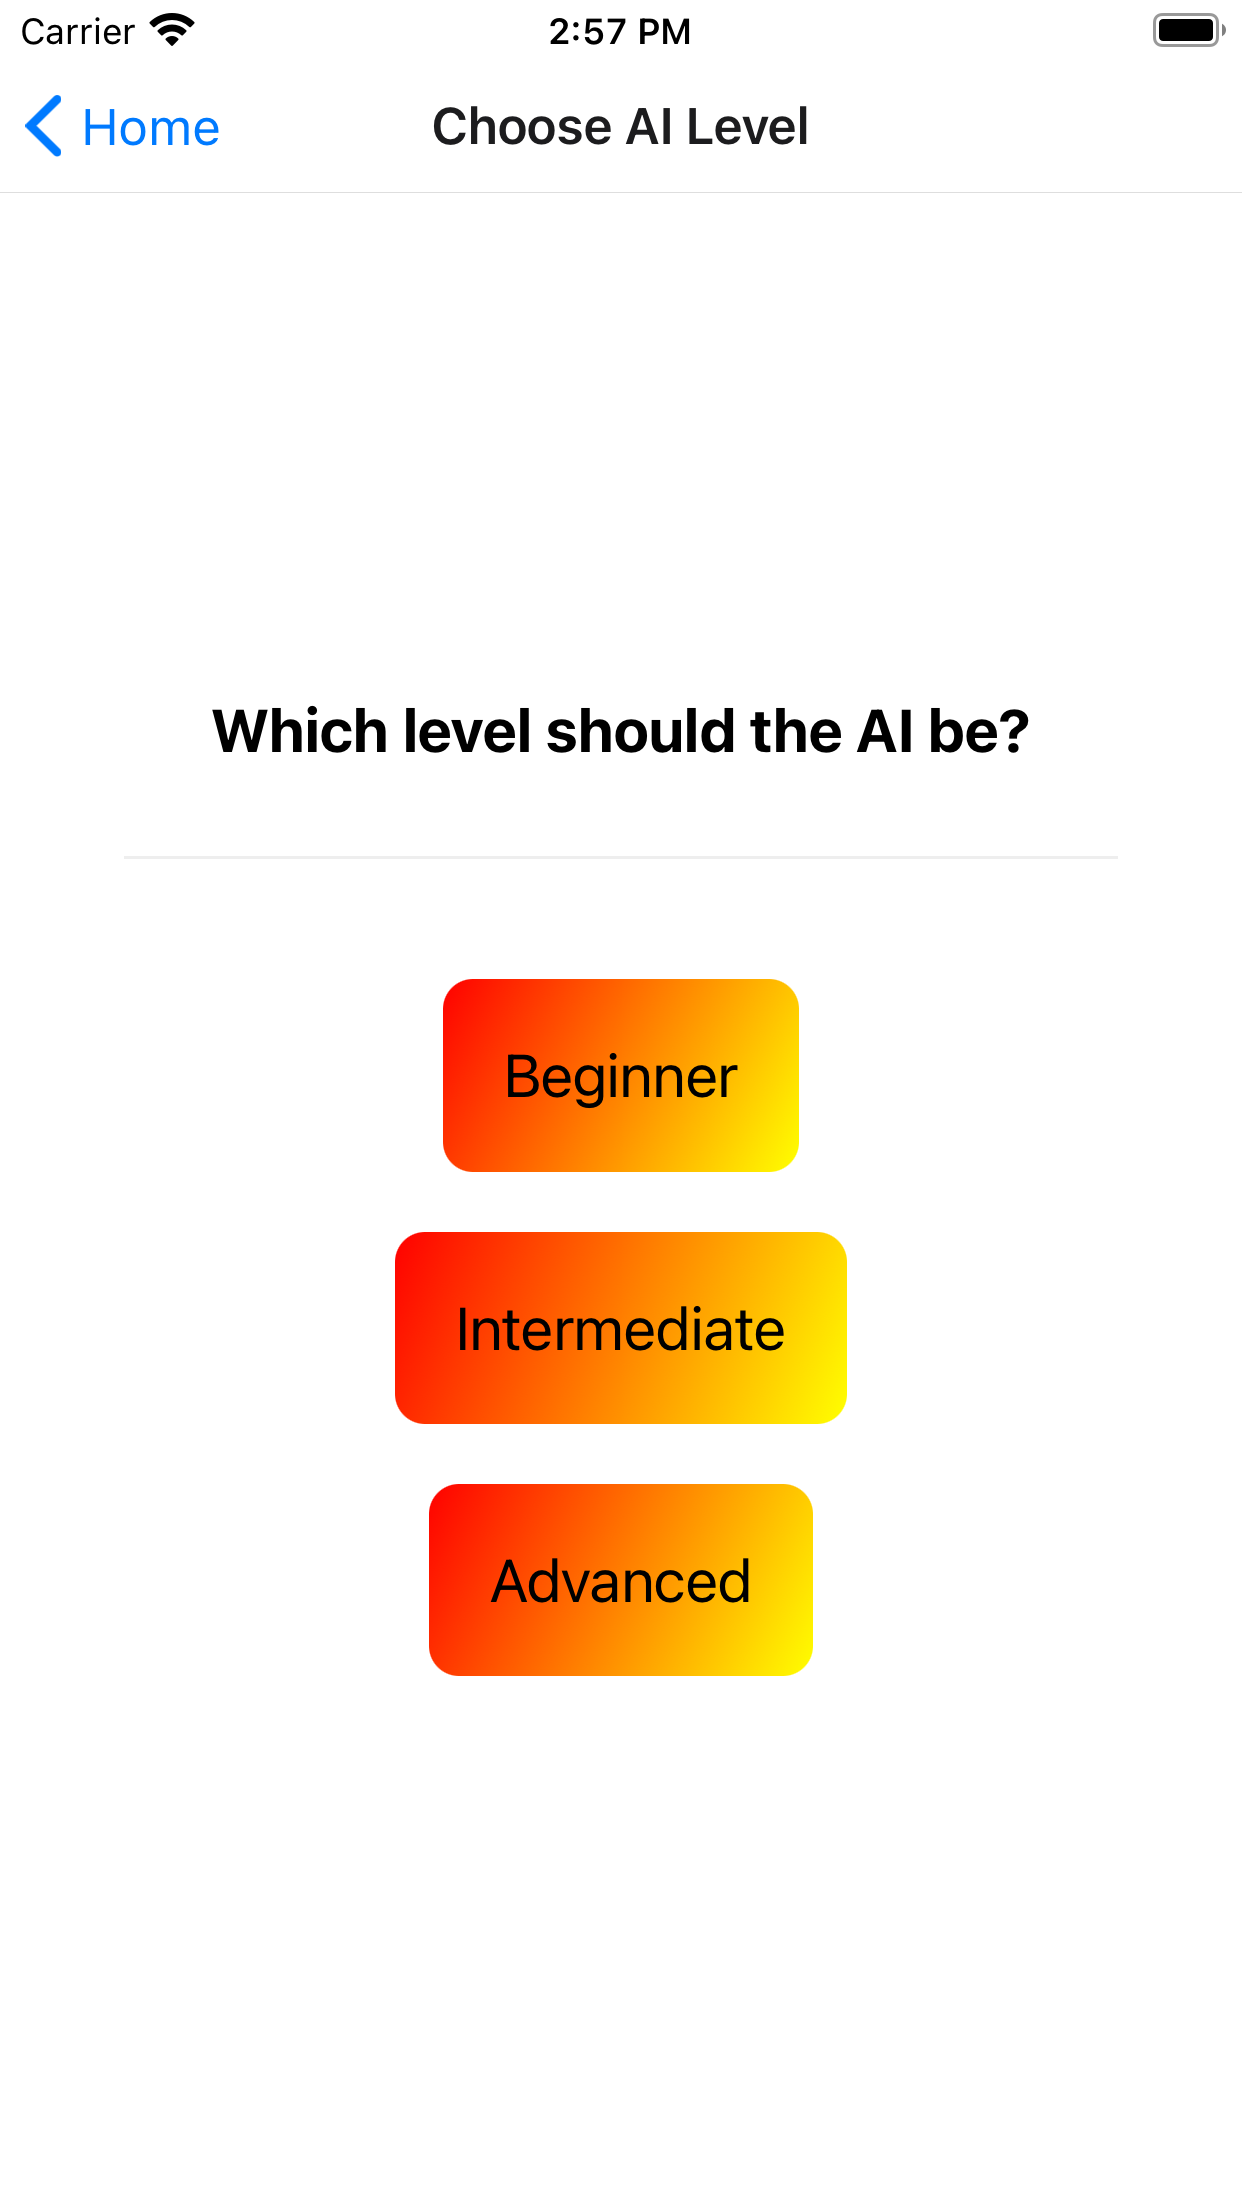 Carrier 2:57 PM
Home Choose AI Level
Which level should the AI be?
Beginner
Intermediate
Advanced